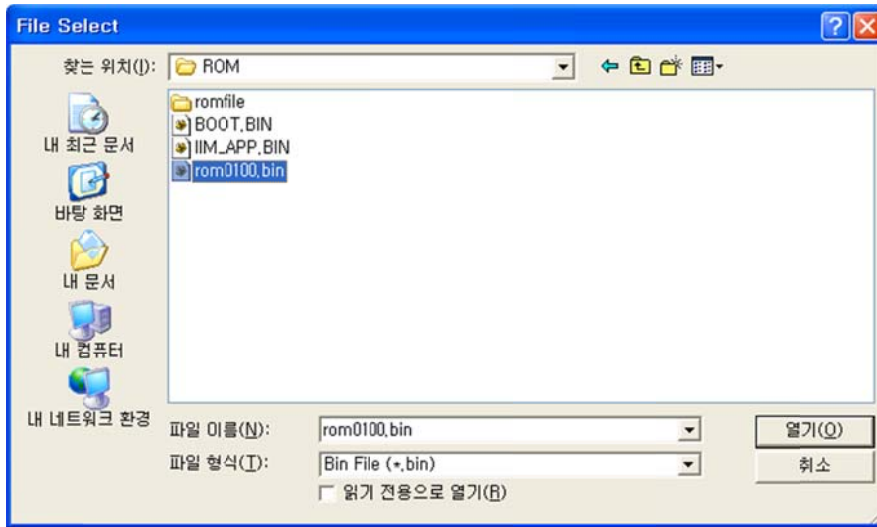 File Select
찾는 위치(I): ROM
내 최근 문서
바탕 화면
내 문서
내 컴퓨터
내 네트워크 환경
romfile
BOOT.BIN
IIM_APP.BIN
rom0100.bin
파일 이름(N): rom0100.bin 열기(O)
파일 형식(T): Bin File (*.bin) 취소
읽기 전용으로 열기(R)